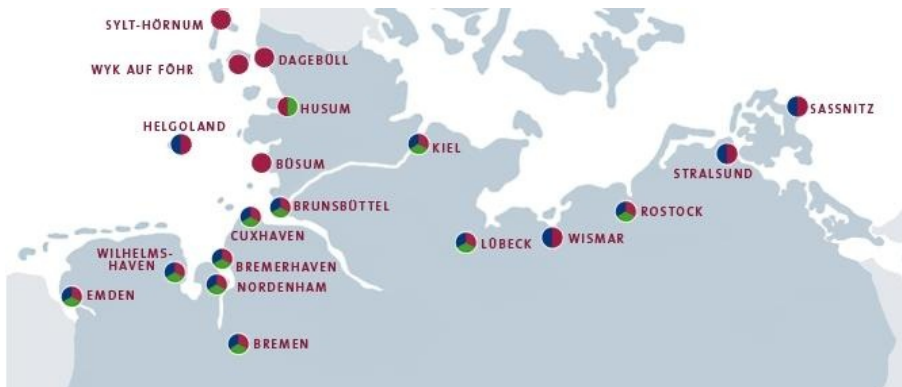 SYLT-HÖRNUM
DAGEBÜLL
WYK AUF FÖHR
HUSUM
SASSNITZ
HELGOLAND
KIEL
BÜSUM
STRALSUND
BRUNSBÜTTEL
ROSTOCK
CUXHAVEN
LÜBECK
WISMAR
WILHELMS-
HAVEN
BREMERHAVEN
NORDENHAM
EMDEN
BREMEN